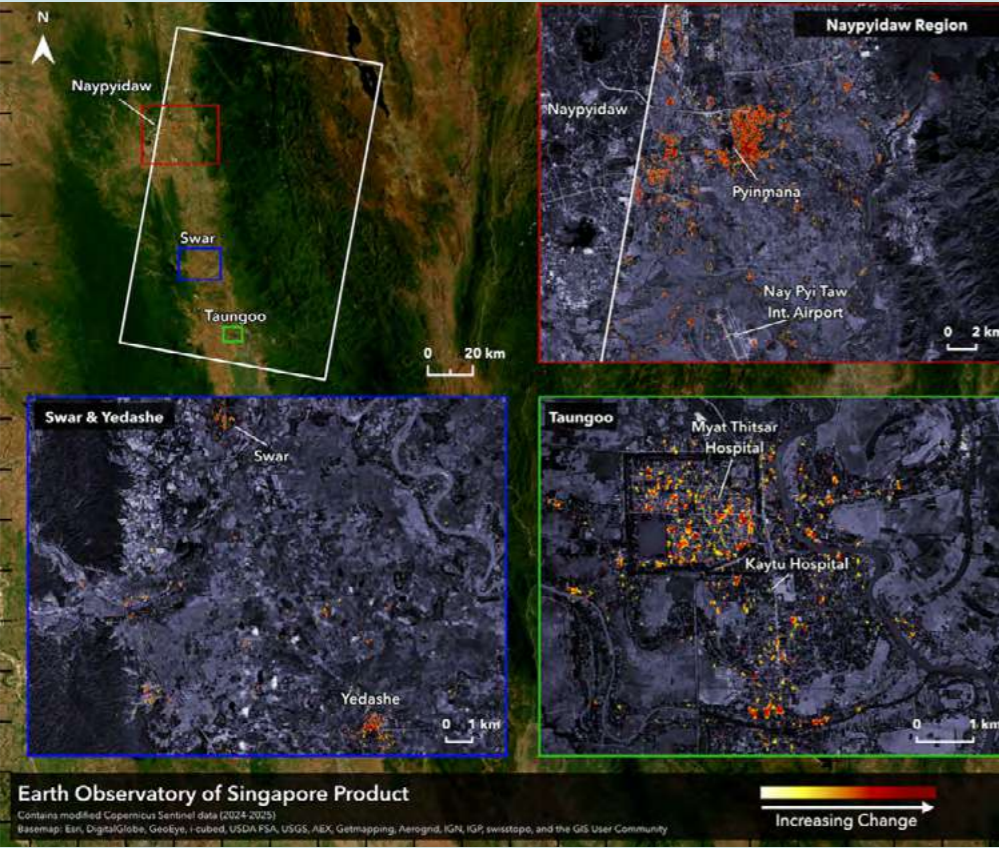 N
Naypyidaw
Swar
Taungoo
0 20 km
Naypyidaw Region
Naypyidaw
Pyinmana
Nay Pyi Taw
Int. Airport
0 2 km
Swar & Yedashe
Swar
Yedashe
0 1 km
Taungoo
Myat Thitsar
Hospital
Kaytu Hospital
0 1 km
Earth Observatory of Singapore Product
Contains modified Copernicus Sentinel data (2024-2025)
Basemap: Esri, DigitalGlobe, GeoEye, i-cubed, USDA FSA, USGS, AEX, Getmapping, Aerogrid, IGN, IGP, swisstopo, and the GIS User Community
Increasing Change